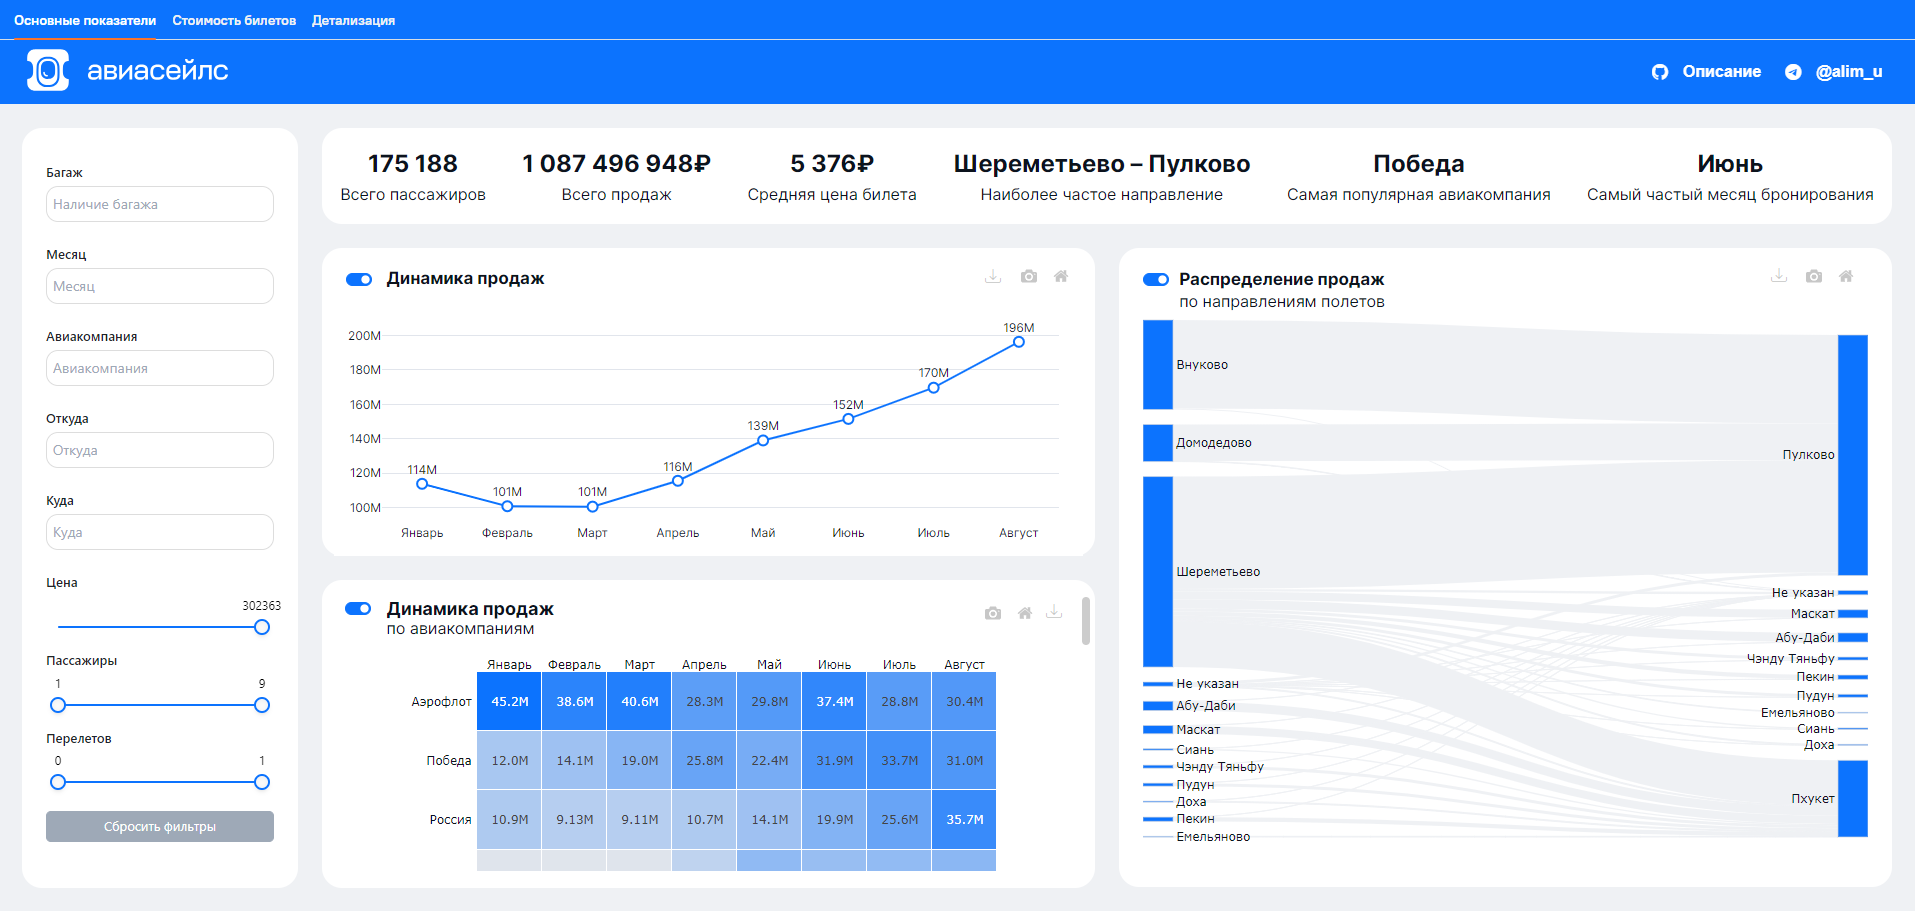 Основные показатели Стоимость билетов Детализация
авиасейлс
Описание @alim_u
Багаж
Наличие багажа
Месяц
Месяц
Авиакомпания
Авиакомпания
Откуда
Откуда
Куда
Куда
Цена
302363
Пассажиры
1 9
Перелетов
0 1
Сбросить фильтры
175 188
Всего пассажиров
1 087 496 948₽
Всего продаж
5 376₽
Средняя цена билета
Шереметьево – Пулково
Наиболее частое направление
Победа
Самая популярная авиакомпания
Июнь
Самый частый месяц бронирования
Динамика продаж
200M
180M
160M
140M
120M
100M
114M 101M 101M 116M 139M 152M 170M 196M
Январь Февраль Март Апрель Май Июнь Июль Август
Динамика продаж
по авиакомпаниям
Январь Февраль Март Апрель Май Июнь Июль Август
Аэрофлот 45.2M 38.6M 40.6M 28.3M 29.8M 37.4M 28.8M 30.4M
Победа 12.0M 14.1M 19.0M 25.8M 22.4M 31.9M 33.7M 31.0M
Россия 10.9M 9.13M 9.11M 10.7M 14.1M 19.9M 25.6M 35.7M
Распределение продаж
по направлениям полетов
Внуково
Домодедово
Шереметьево
Не указан
Абу-Даби
Маскат
Сиань
Чэнду Тяньфу
Пудун
Доха
Пекин
Емельяново
Пулково
Не указан
Маскат
Абу-Даби
Чэнду Тяньфу
Пекин
Пудун
Емельяново
Сиань
Доха
Пхукет